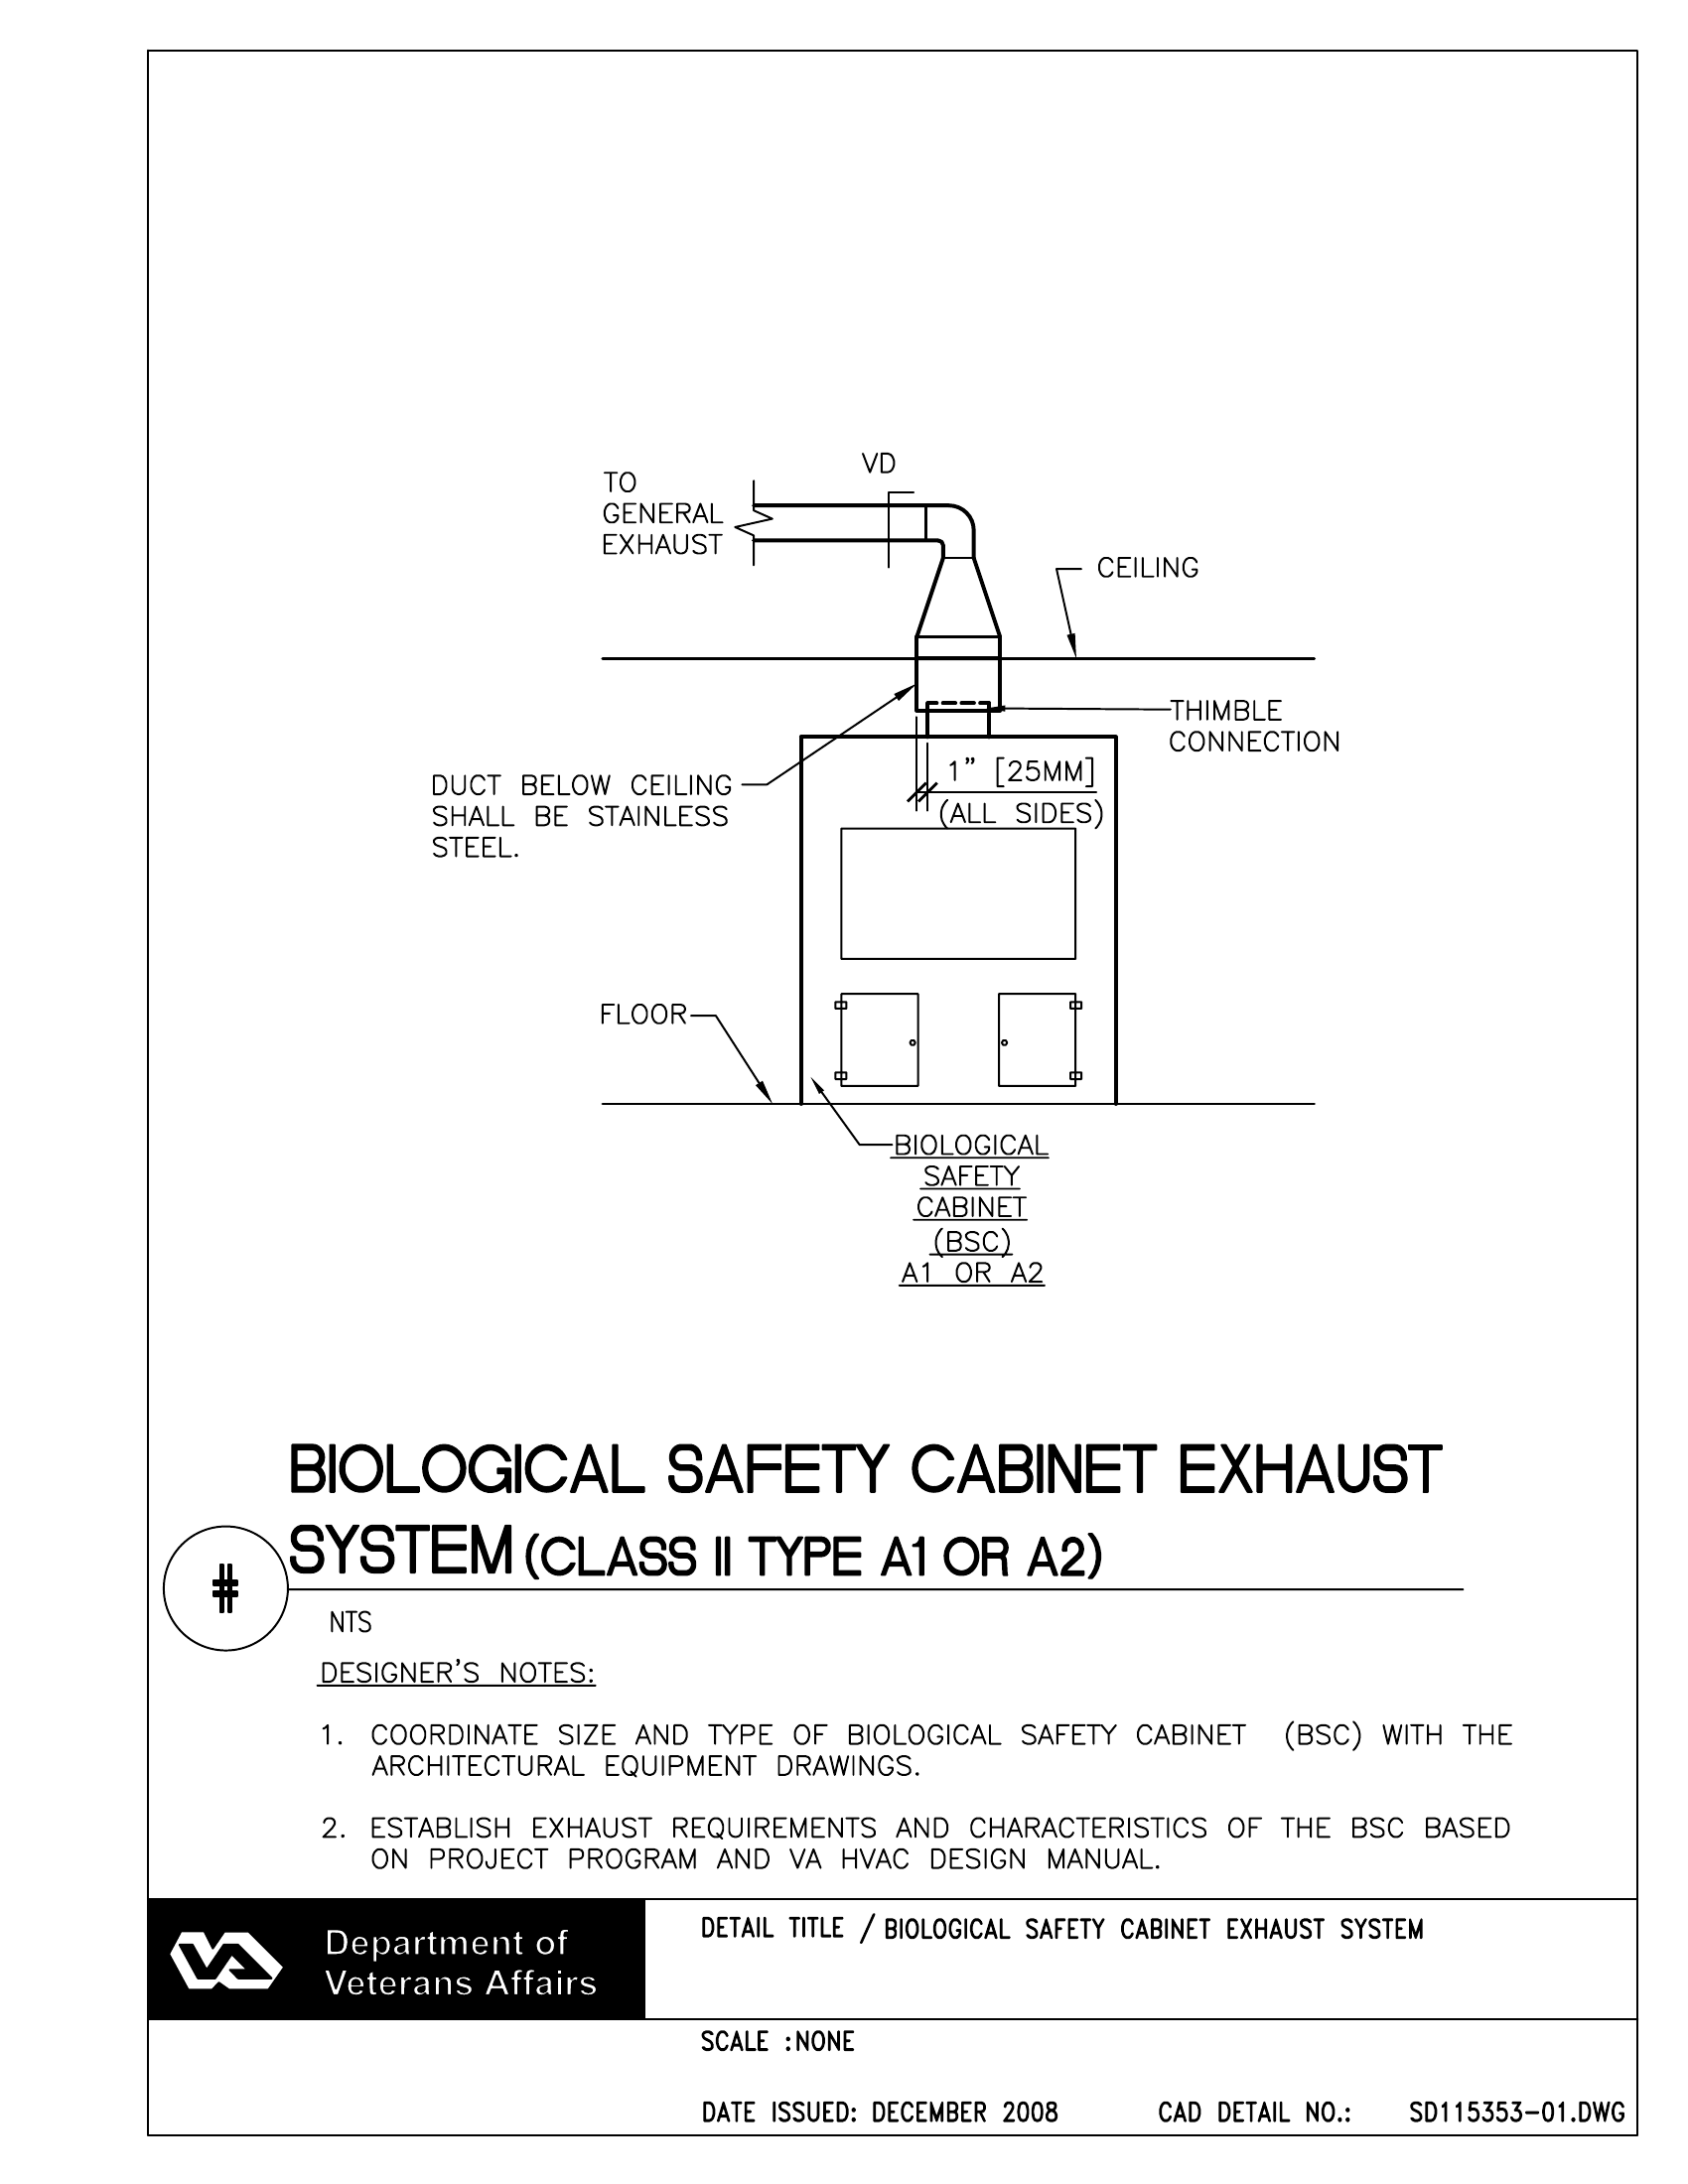 VD
TO
GENERAL
EXHAUST
CEILING
THIMBLE
CONNECTION
1" [25MM]
(ALL SIDES)
DUCT BELOW CEILING
SHALL BE STAINLESS
STEEL.
FLOOR
BIOLOGICAL
SAFETY
CABINET
(BSC)
A1 OR A2
BIOLOGICAL SAFETY CABINET EXHAUST
SYSTEM (CLASS II TYPE A1 OR A2)
#
NTS
DESIGNER'S NOTES:
1. COORDINATE SIZE AND TYPE OF BIOLOGICAL SAFETY CABINET (BSC) WITH THE
ARCHITECTURAL EQUIPMENT DRAWINGS.
2. ESTABLISH EXHAUST REQUIREMENTS AND CHARACTERISTICS OF THE BSC BASED
ON PROJECT PROGRAM AND VA HVAC DESIGN MANUAL.
VA
Department of
Veterans Affairs
DETAIL TITLE / BIOLOGICAL SAFETY CABINET EXHAUST SYSTEM
SCALE :NONE
DATE ISSUED: DECEMBER 2008 CAD DETAIL NO.: SD115353-01.DWG